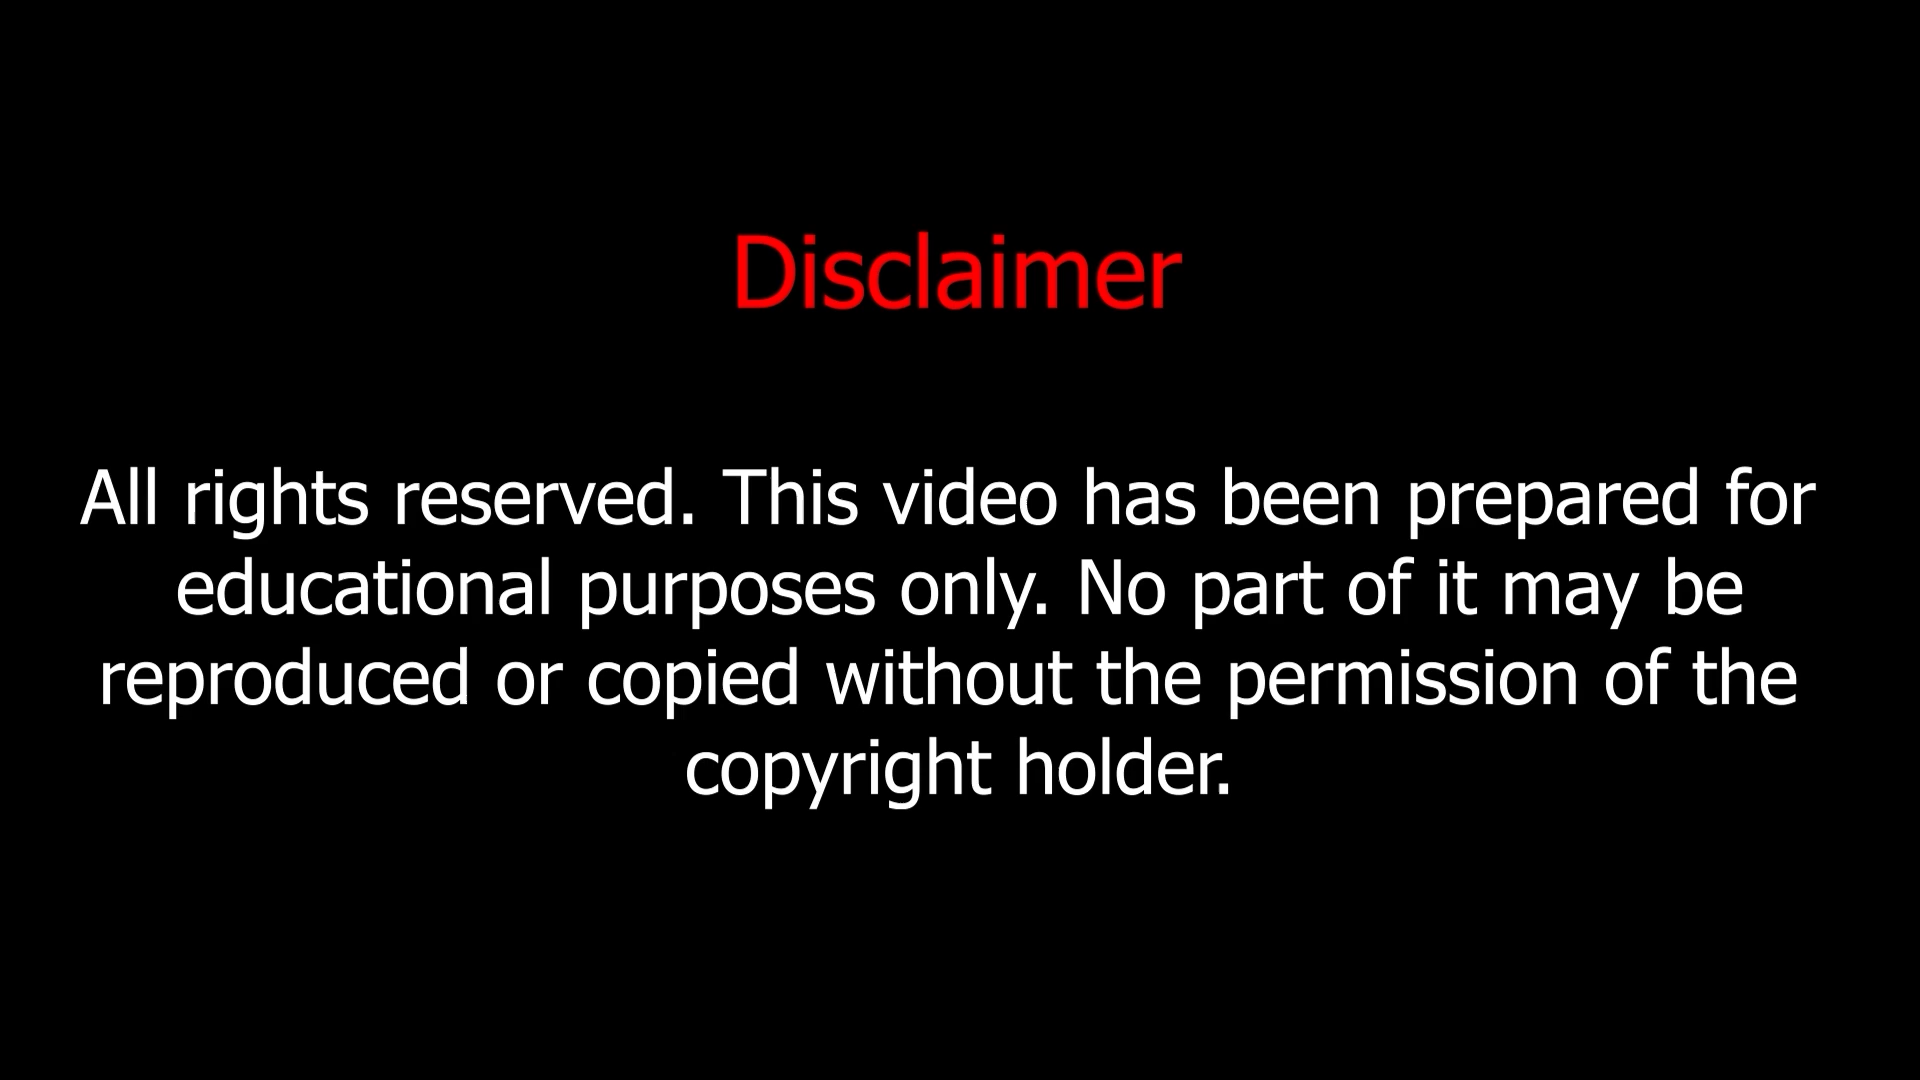 Disclaimer
All rights reserved. This video has been prepared for
educational purposes only. No part of it may be
reproduced or copied without the permission of the
copyright holder.